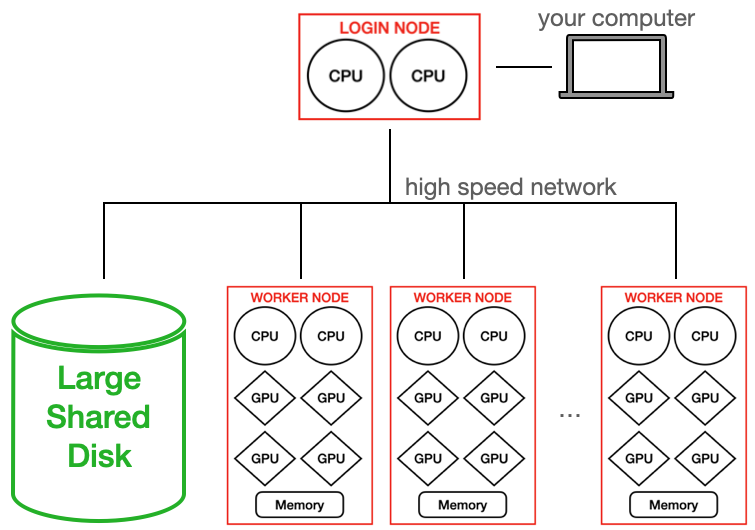 your computer
LOGIN NODE
CPU CPU
high speed network
Large
Shared
Disk
WORKER NODE
CPU CPU
GPU GPU
GPU GPU
Memory
WORKER NODE
CPU CPU
GPU GPU
GPU GPU
Memory
...
WORKER NODE
CPU CPU
GPU GPU
GPU GPU
Memory